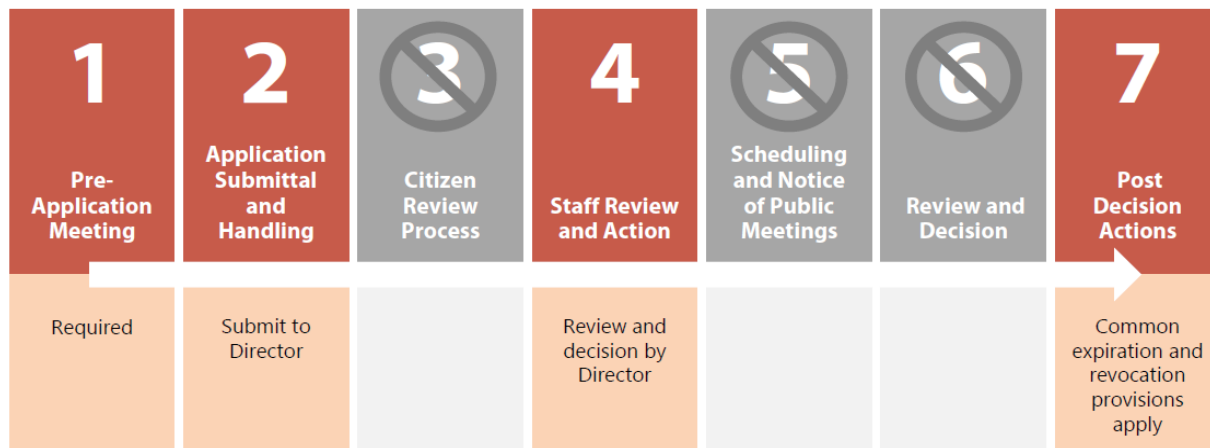 1
Pre-
Application
Meeting
Required
2
Application
Submittal
and
Handling
Submit to
Director
3
Citizen
Review
Process
4
Staff Review
and Action
Review and
decision by
Director
5
Scheduling
and Notice
of Public
Meetings
6
Review and
Decision
7
Post
Decision
Actions
Common
expiration and
revocation
provisions
apply